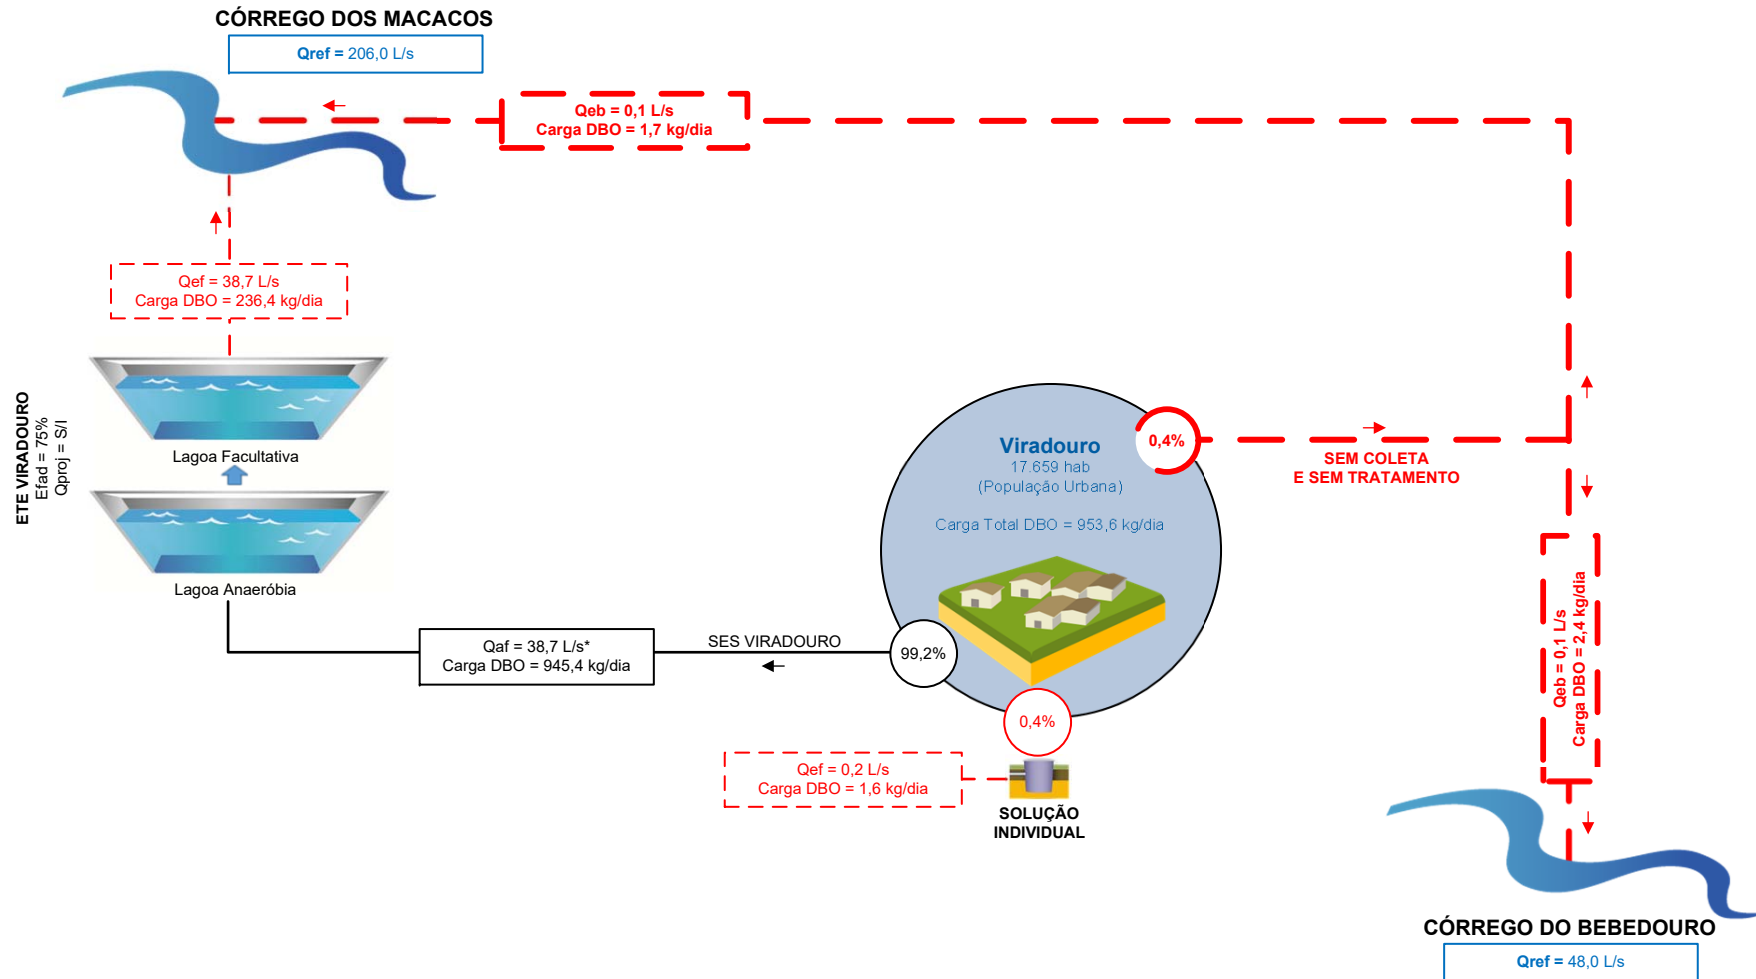 CÓRREGO DOS MACACOS
Qref = 206,0 L/s
Qeb = 0,1 L/s
Carga DBO = 1,7 kg/dia
Qef = 38,7 L/s
Carga DBO = 236,4 kg/dia
ETE VIRADOURO
Efad = 75%
Qproj = S/I
Lagoa Facultativa
Lagoa Anaeróbia
Qaf = 38,7 L/s*
Carga DBO = 945,4 kg/dia
SES VIRADOURO
99,2%
Viradouro
17.659 hab
(População Urbana)
Carga Total DBO = 953,6 kg/dia
0,4%
SEM COLETA
E SEM TRATAMENTO
0,4%
Qef = 0,2 L/s
Carga DBO = 1,6 kg/dia
SOLUÇÃO
INDIVIDUAL
Qeb = 0,1 L/s
Carga DBO = 2,4 kg/dia
CÓRREGO DO BEBEDOURO
Qref = 48,0 L/s